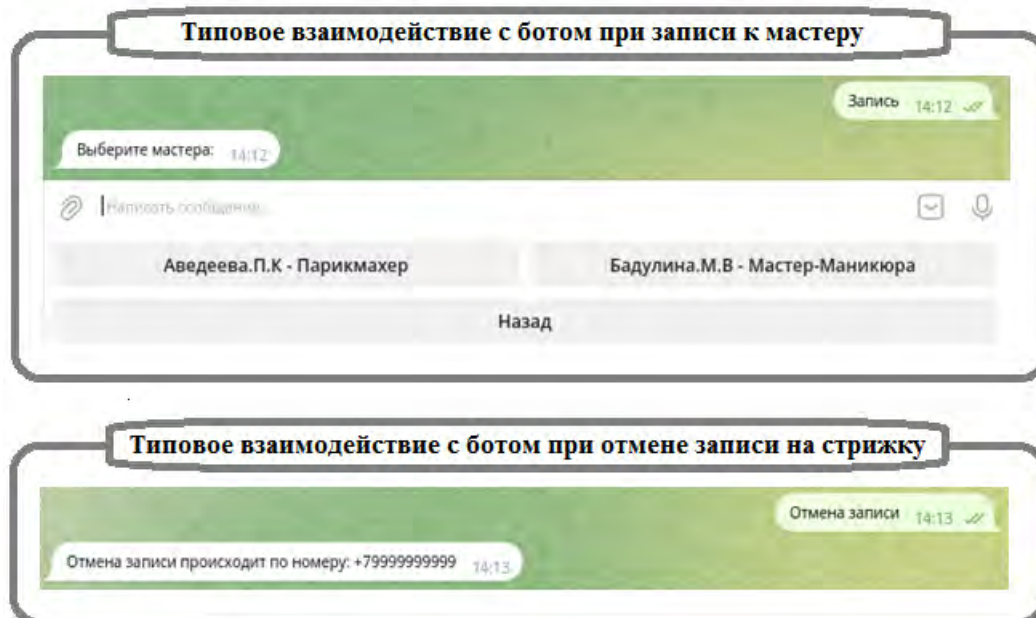 Типовое взаимодействие с ботом при записи к мастеру
Запись 14:12
Выберите мастера: 14:12
Написать сообщение...
Аведеева.П.К - Парикмахер
Бадулина.М.В - Мастер-Маникюра
Назад
Типовое взаимодействие с ботом при отмене записи на стрижку
Отмена записи 14:13
Отмена записи происходит по номеру: +79999999999 14:13